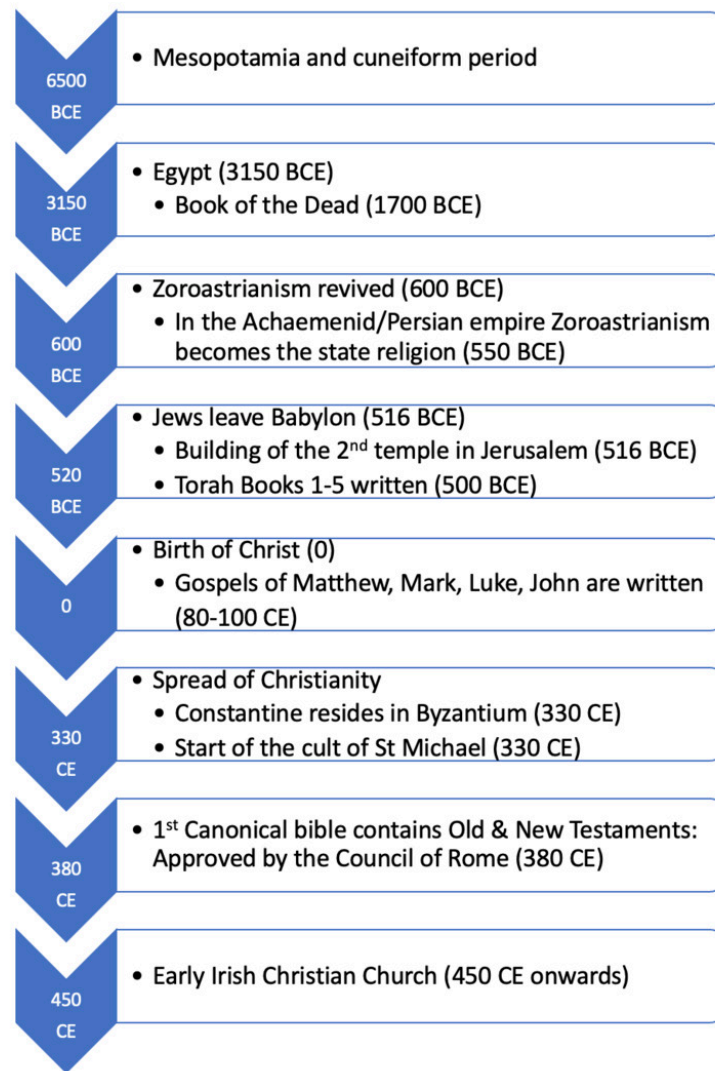 6500
BCE
• Mesopotamia and cuneiform period
3150
BCE
• Egypt (3150 BCE)
• Book of the Dead (1700 BCE)
600
BCE
• Zoroastrianism revived (600 BCE)
• In the Achaemenid/Persian empire Zoroastrianism
becomes the state religion (550 BCE)
520
BCE
• Jews leave Babylon (516 BCE)
• Building of the 2nd temple in Jerusalem (516 BCE)
• Torah Books 1-5 written (500 BCE)
0
• Birth of Christ (0)
• Gospels of Matthew, Mark, Luke, John are written
(80-100 CE)
330
CE
• Spread of Christianity
• Constantine resides in Byzantium (330 CE)
• Start of the cult of St Michael (330 CE)
380
CE
• 1st Canonical bible contains Old & New Testaments:
Approved by the Council of Rome (380 CE)
450
CE
• Early Irish Christian Church (450 CE onwards)